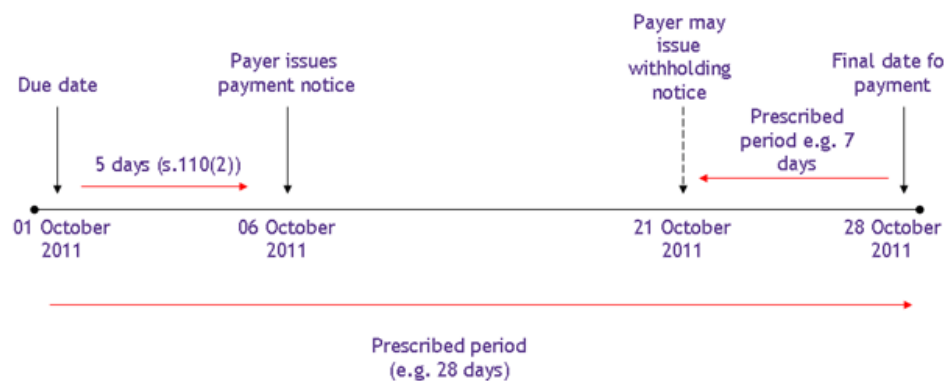 Due date
Payer issues
payment notice
Payer may
issue
withholding
notice
Final date fo
payment
5 days (s.110(2))
Prescribed
period e.g. 7
days
01 October
2011
06 October
2011
21 October
2011
28 October
2011
Prescribed period
(e.g. 28 days)